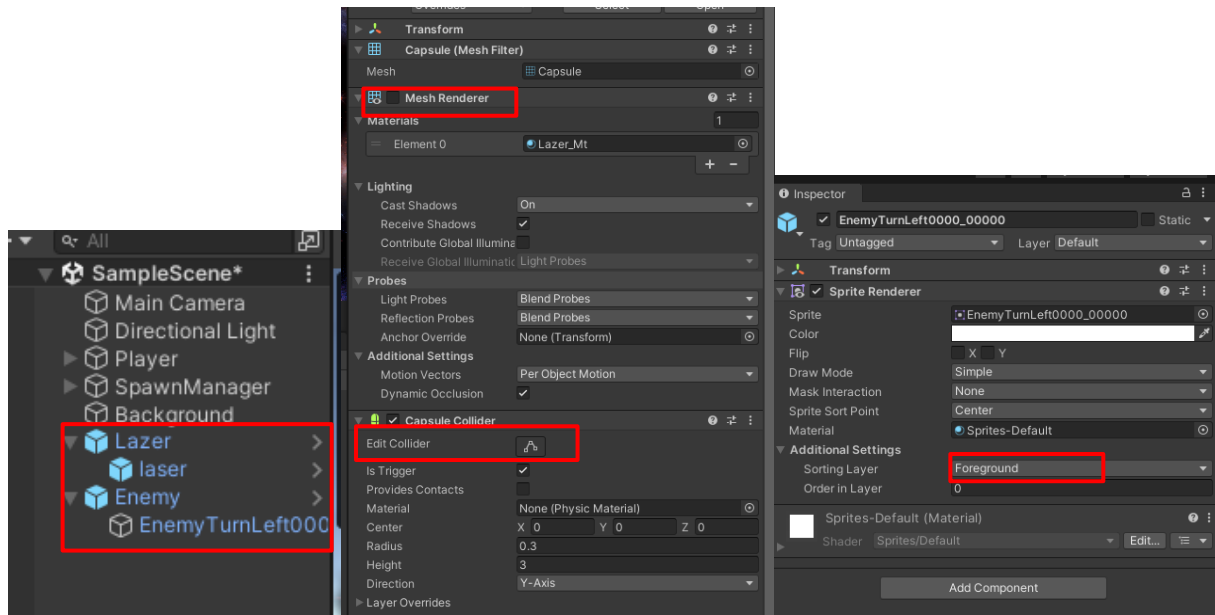 All
SampleScene*
Main Camera
Directional Light
Player
SpawnManager
Background
Lazer
laser
Enemy
EnemyTurnLeft000
Transform
Capsule (Mesh Filter)
Mesh Capsule
Mesh Renderer
Materials 1
Element 0 Lazer_Mt
+ −
Lighting
Cast Shadows On
Receive Shadows
Contribute Global Illumina
Receive Global Illuminatic Light Probes
Probes
Light Probes Blend Probes
Reflection Probes Blend Probes
Anchor Override None (Transform)
Additional Settings
Motion Vectors Per Object Motion
Dynamic Occlusion
Capsule Collider
Edit Collider
Is Trigger
Provides Contacts
Material None (Physic Material)
Center X 0 Y 0 Z 0
Radius 0.3
Height 3
Direction Y-Axis
Layer Overrides
Inspector
EnemyTurnLeft0000_00000 Static
Tag Untagged Layer Default
Transform
Sprite Renderer
Sprite EnemyTurnLeft0000_00000
Color
Flip X Y
Draw Mode Simple
Mask Interaction None
Sprite Sort Point Center
Material Sprites-Default
Additional Settings
Sorting Layer Foreground
Order in Layer 0
Sprites-Default (Material)
Shader Sprites/Default Edit...
Add Component